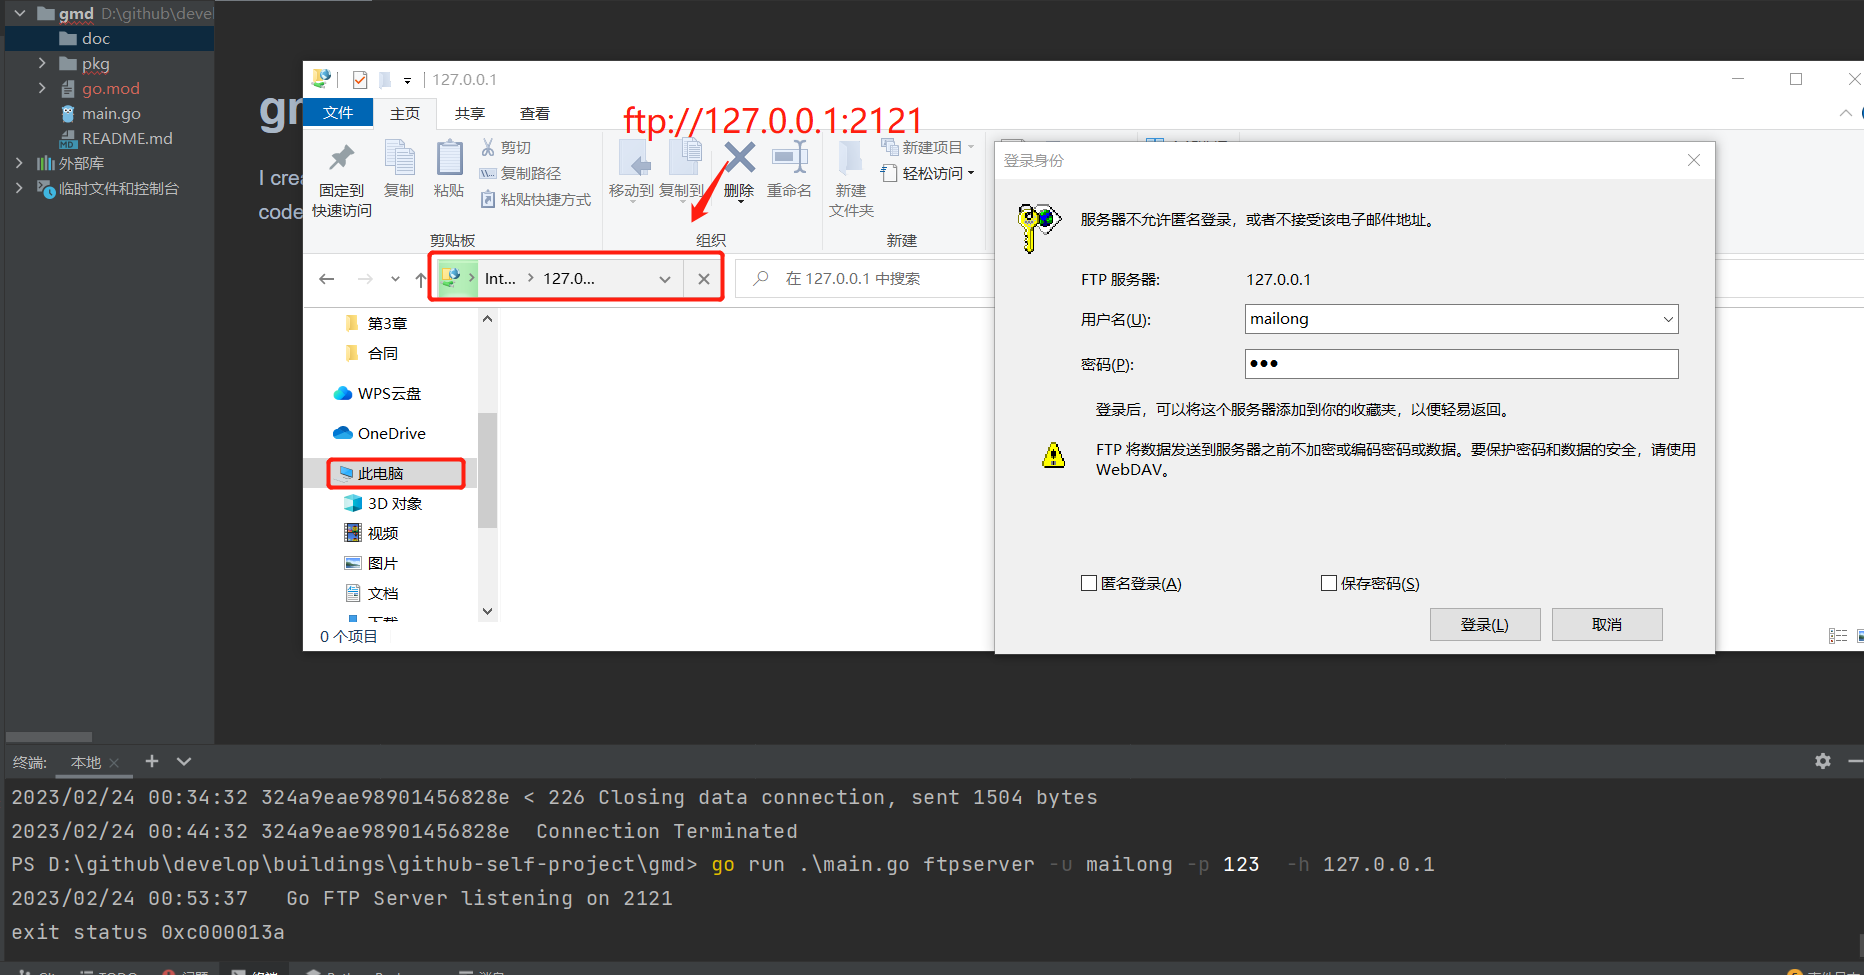 gmd D:\github\devel
doc
pkg
go.mod
main.go
README.md
外部库
临时文件和控制台
I crea
code
127.0.0.1
文件 主页 共享 查看
ftp://127.0.0.1:2121
固定到
快速访问
复制
粘贴
剪切
复制路径
粘贴快捷方式
剪贴板
移动到
复制到
删除
重命名
组织
新建
文件夹
新建项目
轻松访问
新建
Int... 127.0...
在 127.0.0.1 中搜索
第3章
合同
WPS云盘
OneDrive
此电脑
3D 对象
视频
图片
文档
下载
0 个项目
登录身份
服务器不允许匿名登录，或者不接受该电子邮件地址。
FTP 服务器: 127.0.0.1
用户名(U): mailong
密码(P): •••
登录后，可以将这个服务器添加到你的收藏夹，以便轻易返回。
FTP 将数据发送到服务器之前不加密或编码密码或数据。要保护密码和数据的安全，请使用
WebDAV。
匿名登录(A) 保存密码(S)
登录(L) 取消
终端: 本地
2023/02/24 00:34:32 324a9eae98901456828e < 226 Closing data connection, sent 1504 bytes
2023/02/24 00:44:32 324a9eae98901456828e  Connection Terminated
PS D:\github\develop\buildings\github-self-project\gmd> go run .\main.go ftpserver -u mailong -p 123  -h 127.0.0.1
2023/02/24 00:53:37   Go FTP Server listening on 2121
exit status 0xc000013a